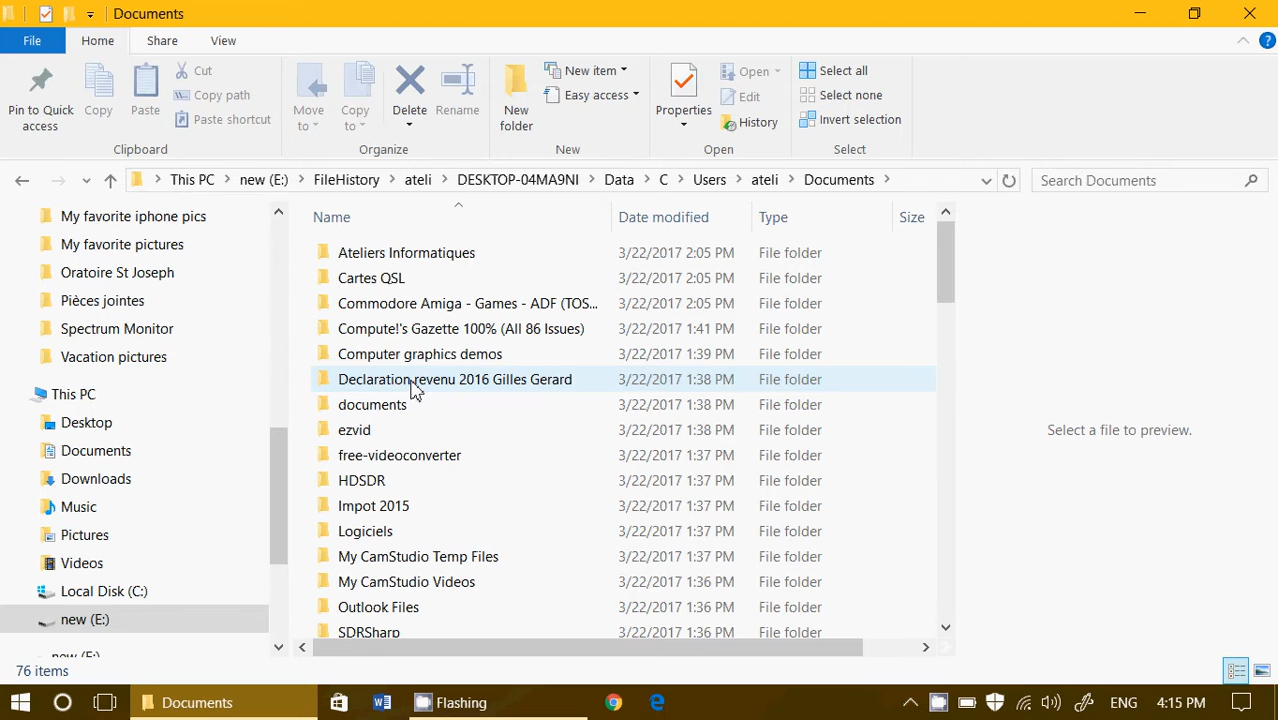 Documents
File Home Share View
Pin to Quick access
Copy
Paste
Cut
Copy path
Paste shortcut
Clipboard
Move to
Copy to
Delete
Rename
Organize
New folder
New item
Easy access
New
Properties
Open
Edit
History
Open
Select all
Select none
Invert selection
Select
This PC > new (E:) > FileHistory > ateli > DESKTOP-04MA9NI > Data > C > Users > ateli > Documents >
Search Documents
My favorite iphone pics
My favorite pictures
Oratoire St Joseph
Pièces jointes
Spectrum Monitor
Vacation pictures
This PC
Desktop
Documents
Downloads
Music
Pictures
Videos
Local Disk (C:)
new (E:)
new (E:)
Name Date modified Type Size
Ateliers Informatiques 3/22/2017 2:05 PM File folder
Cartes QSL 3/22/2017 2:05 PM File folder
Commodore Amiga - Games - ADF (TOS... 3/22/2017 2:05 PM File folder
Compute!'s Gazette 100% (All 86 Issues) 3/22/2017 1:41 PM File folder
Computer graphics demos 3/22/2017 1:39 PM File folder
Declaration revenu 2016 Gilles Gerard 3/22/2017 1:38 PM File folder
documents 3/22/2017 1:38 PM File folder
ezvid 3/22/2017 1:38 PM File folder
free-videoconverter 3/22/2017 1:37 PM File folder
HDSDR 3/22/2017 1:37 PM File folder
Impot 2015 3/22/2017 1:37 PM File folder
Logiciels 3/22/2017 1:37 PM File folder
My CamStudio Temp Files 3/22/2017 1:37 PM File folder
My CamStudio Videos 3/22/2017 1:36 PM File folder
Outlook Files 3/22/2017 1:36 PM File folder
SDRSharp 3/22/2017 1:36 PM File folder
Select a file to preview.
76 items
Documents
Flashing
ENG
4:15 PM